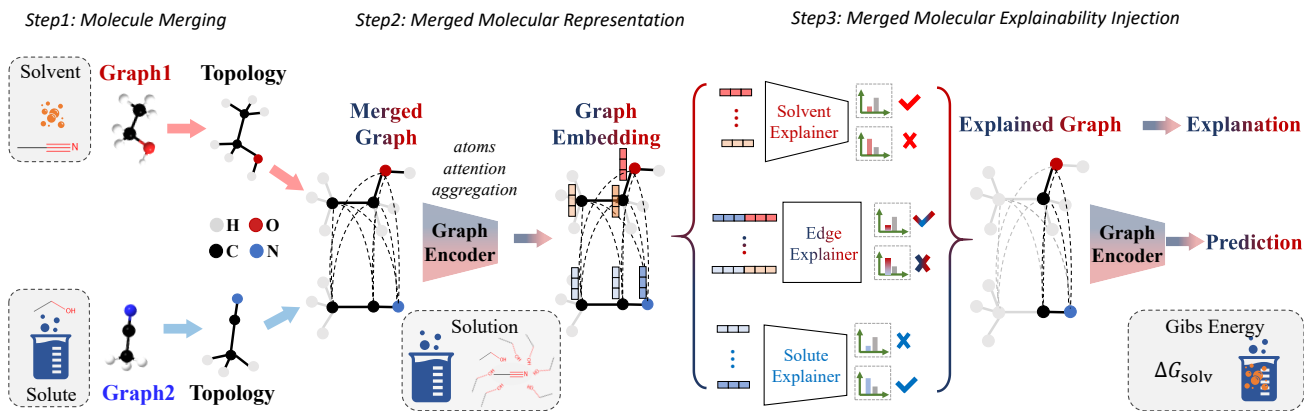 Step1: Molecule Merging
Step2: Merged Molecular Representation
Step3: Merged Molecular Explainability Injection
Solvent
N
Graph1
Topology
H
O
C
N
OH
Solute
Graph2
Topology
Merged
Graph
atoms
attention
aggregation
Graph
Encoder
Graph
Embedding
Solution
N
Solvent
Explainer
Edge
Explainer
Solute
Explainer
Explained Graph
Explanation
Graph
Encoder
Prediction
Gibs Energy
ΔG_solv